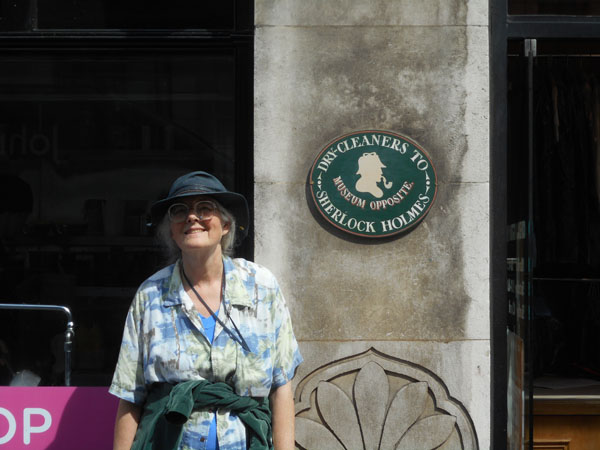 DRY-CLEANERS TO
MUSEUM OPPOSITE.
SHERLOCK HOLMES
OP